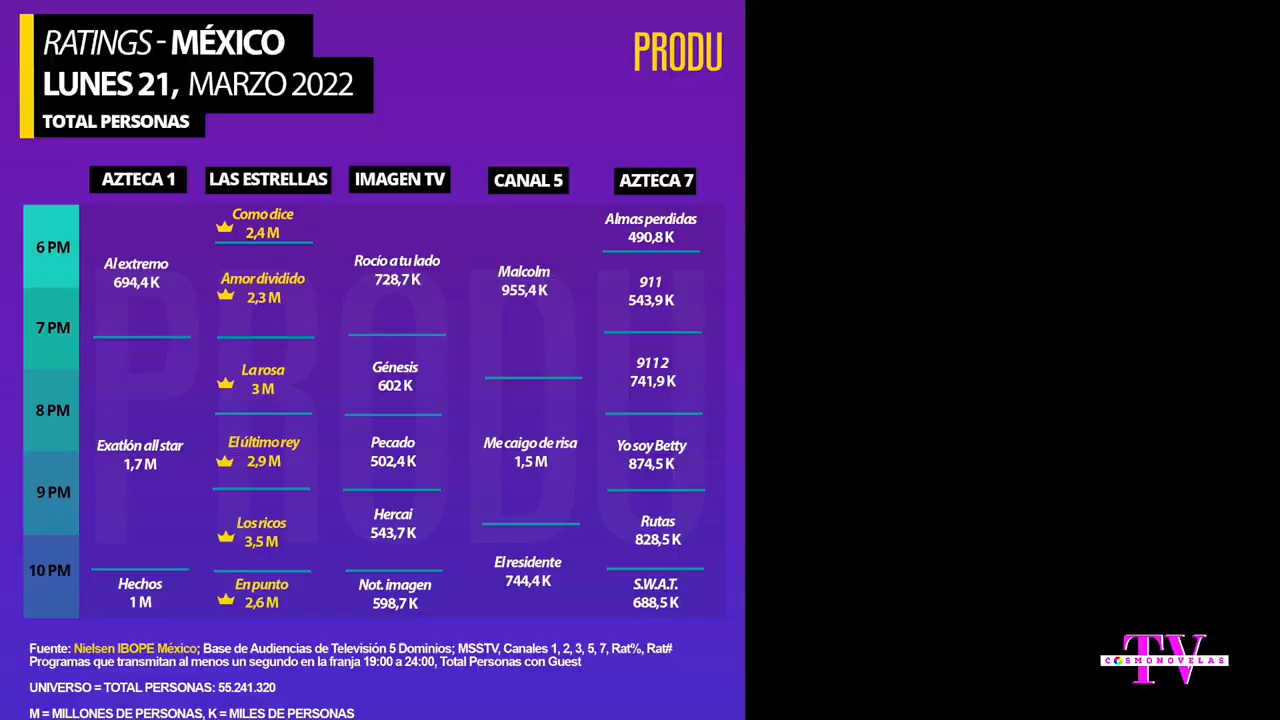 RATINGS - MÉXICO
LUNES 21, MARZO 2022
TOTAL PERSONAS
PRODU
AZTECA 1
LAS ESTRELLAS
IMAGEN TV
CANAL 5
AZTECA 7
6 PM
7 PM
8 PM
9 PM
10 PM
Al extremo
694,4 K
Exatlón all star
1,7 M
Hechos
1 M
Como dice
2,4 M
Amor dividido
2,3 M
La rosa
3 M
El último rey
2,9 M
Los ricos
3,5 M
En punto
2,6 M
Rocío a tu lado
728,7 K
Génesis
602 K
Pecado
502,4 K
Hercai
543,7 K
Not. imagen
598,7 K
Malcolm
955,4 K
Me caigo de risa
1,5 M
El residente
744,4 K
Almas perdidas
490,8 K
911
543,9 K
911 2
741,9 K
Yo soy Betty
874,5 K
Rutas
828,5 K
S.W.A.T.
688,5 K
PRODU
Fuente: Nielsen IBOPE México; Base de Audiencias de Televisión 5 Dominios; MSSTV, Canales 1, 2, 3, 5, 7, Rat%, Rat#
Programas que transmitan al menos un segundo en la franja 19:00 a 24:00, Total Personas con Guest
UNIVERSO = TOTAL PERSONAS: 55.241.320
M = MILLONES DE PERSONAS, K = MILES DE PERSONAS
TV
COSMONOVELAS